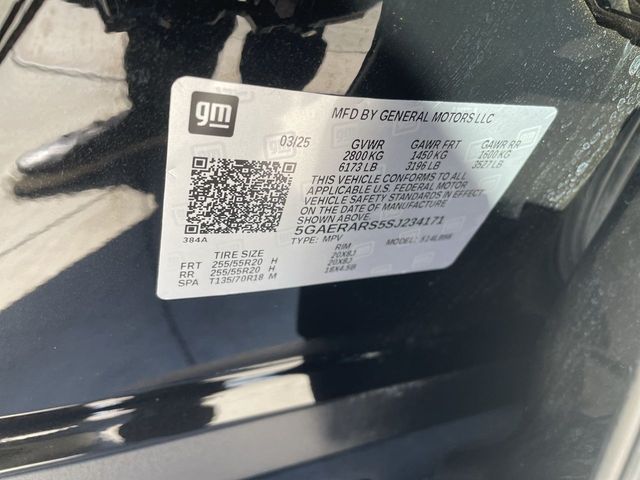 gm
MFD BY GENERAL MOTORS LLC
03/25 GVWR GAWR FRT GAWR RR
2800 KG 1450 KG 1600 KG
6173 LB 3196 LB 3527 LB
THIS VEHICLE CONFORMS TO ALL
APPLICABLE U.S. FEDERAL MOTOR
VEHICLE SAFETY STANDARDS IN
EFFECT ON THE DATE OF MANUFACTURE
SHOWN ABOVE.
5GAERARS5SJ234171
384A
TYPE: MPV MODEL:
TIRE SIZE RIM
FRT 255/55R20 H 20X8J
RR 255/55R20 H 20X8J
SPA T135/70R18 M 18X4.5B